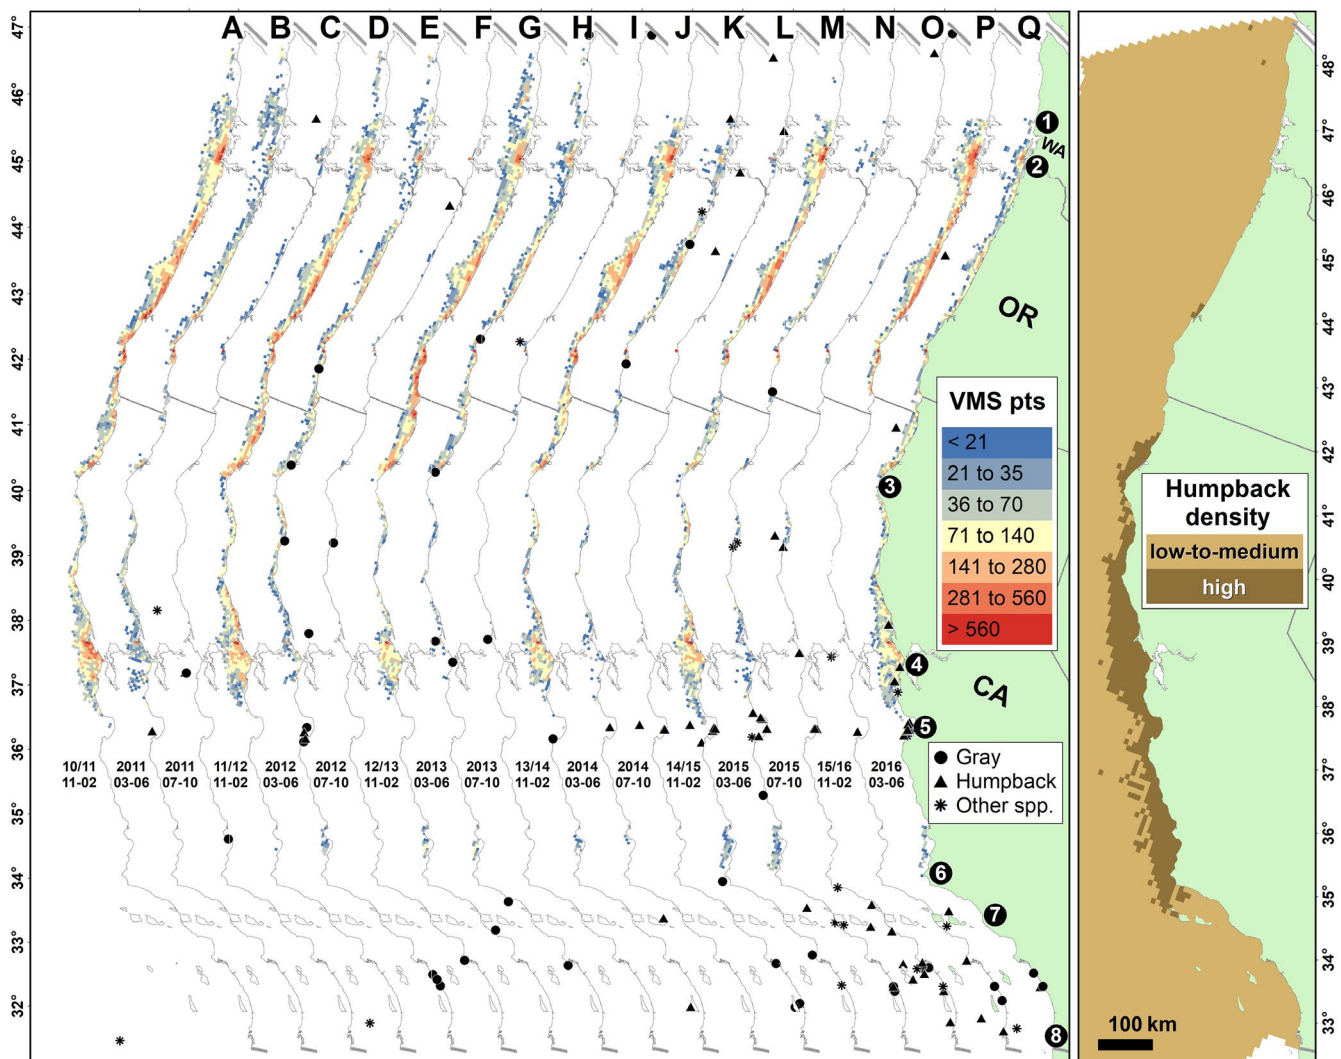 A B C D E F G H I J K L M N O P Q
47°
46°
45°
44°
43°
42°
41°
40°
39°
38°
37°
36°
35°
34°
33°
32°
1
WA
2
OR
VMS pts
< 21
21 to 35
36 to 70
71 to 140
141 to 280
281 to 560
> 560
3
4
CA
5
Gray
Humpback
Other spp.
10/11 2011 2011 11/12 2012 2012 12/13 2013 2013 13/14 2014 2014 14/15 2015 2015 15/16 2016
11-02 03-06 07-10 11-02 03-06 07-10 11-02 03-06 07-10 11-02 03-06 07-10 11-02 03-06 07-10 11-02 03-06
6
7
8
Humpback
density
low-to-medium
high
100 km
48°
47°
46°
45°
44°
43°
42°
41°
40°
39°
38°
37°
36°
35°
34°
33°